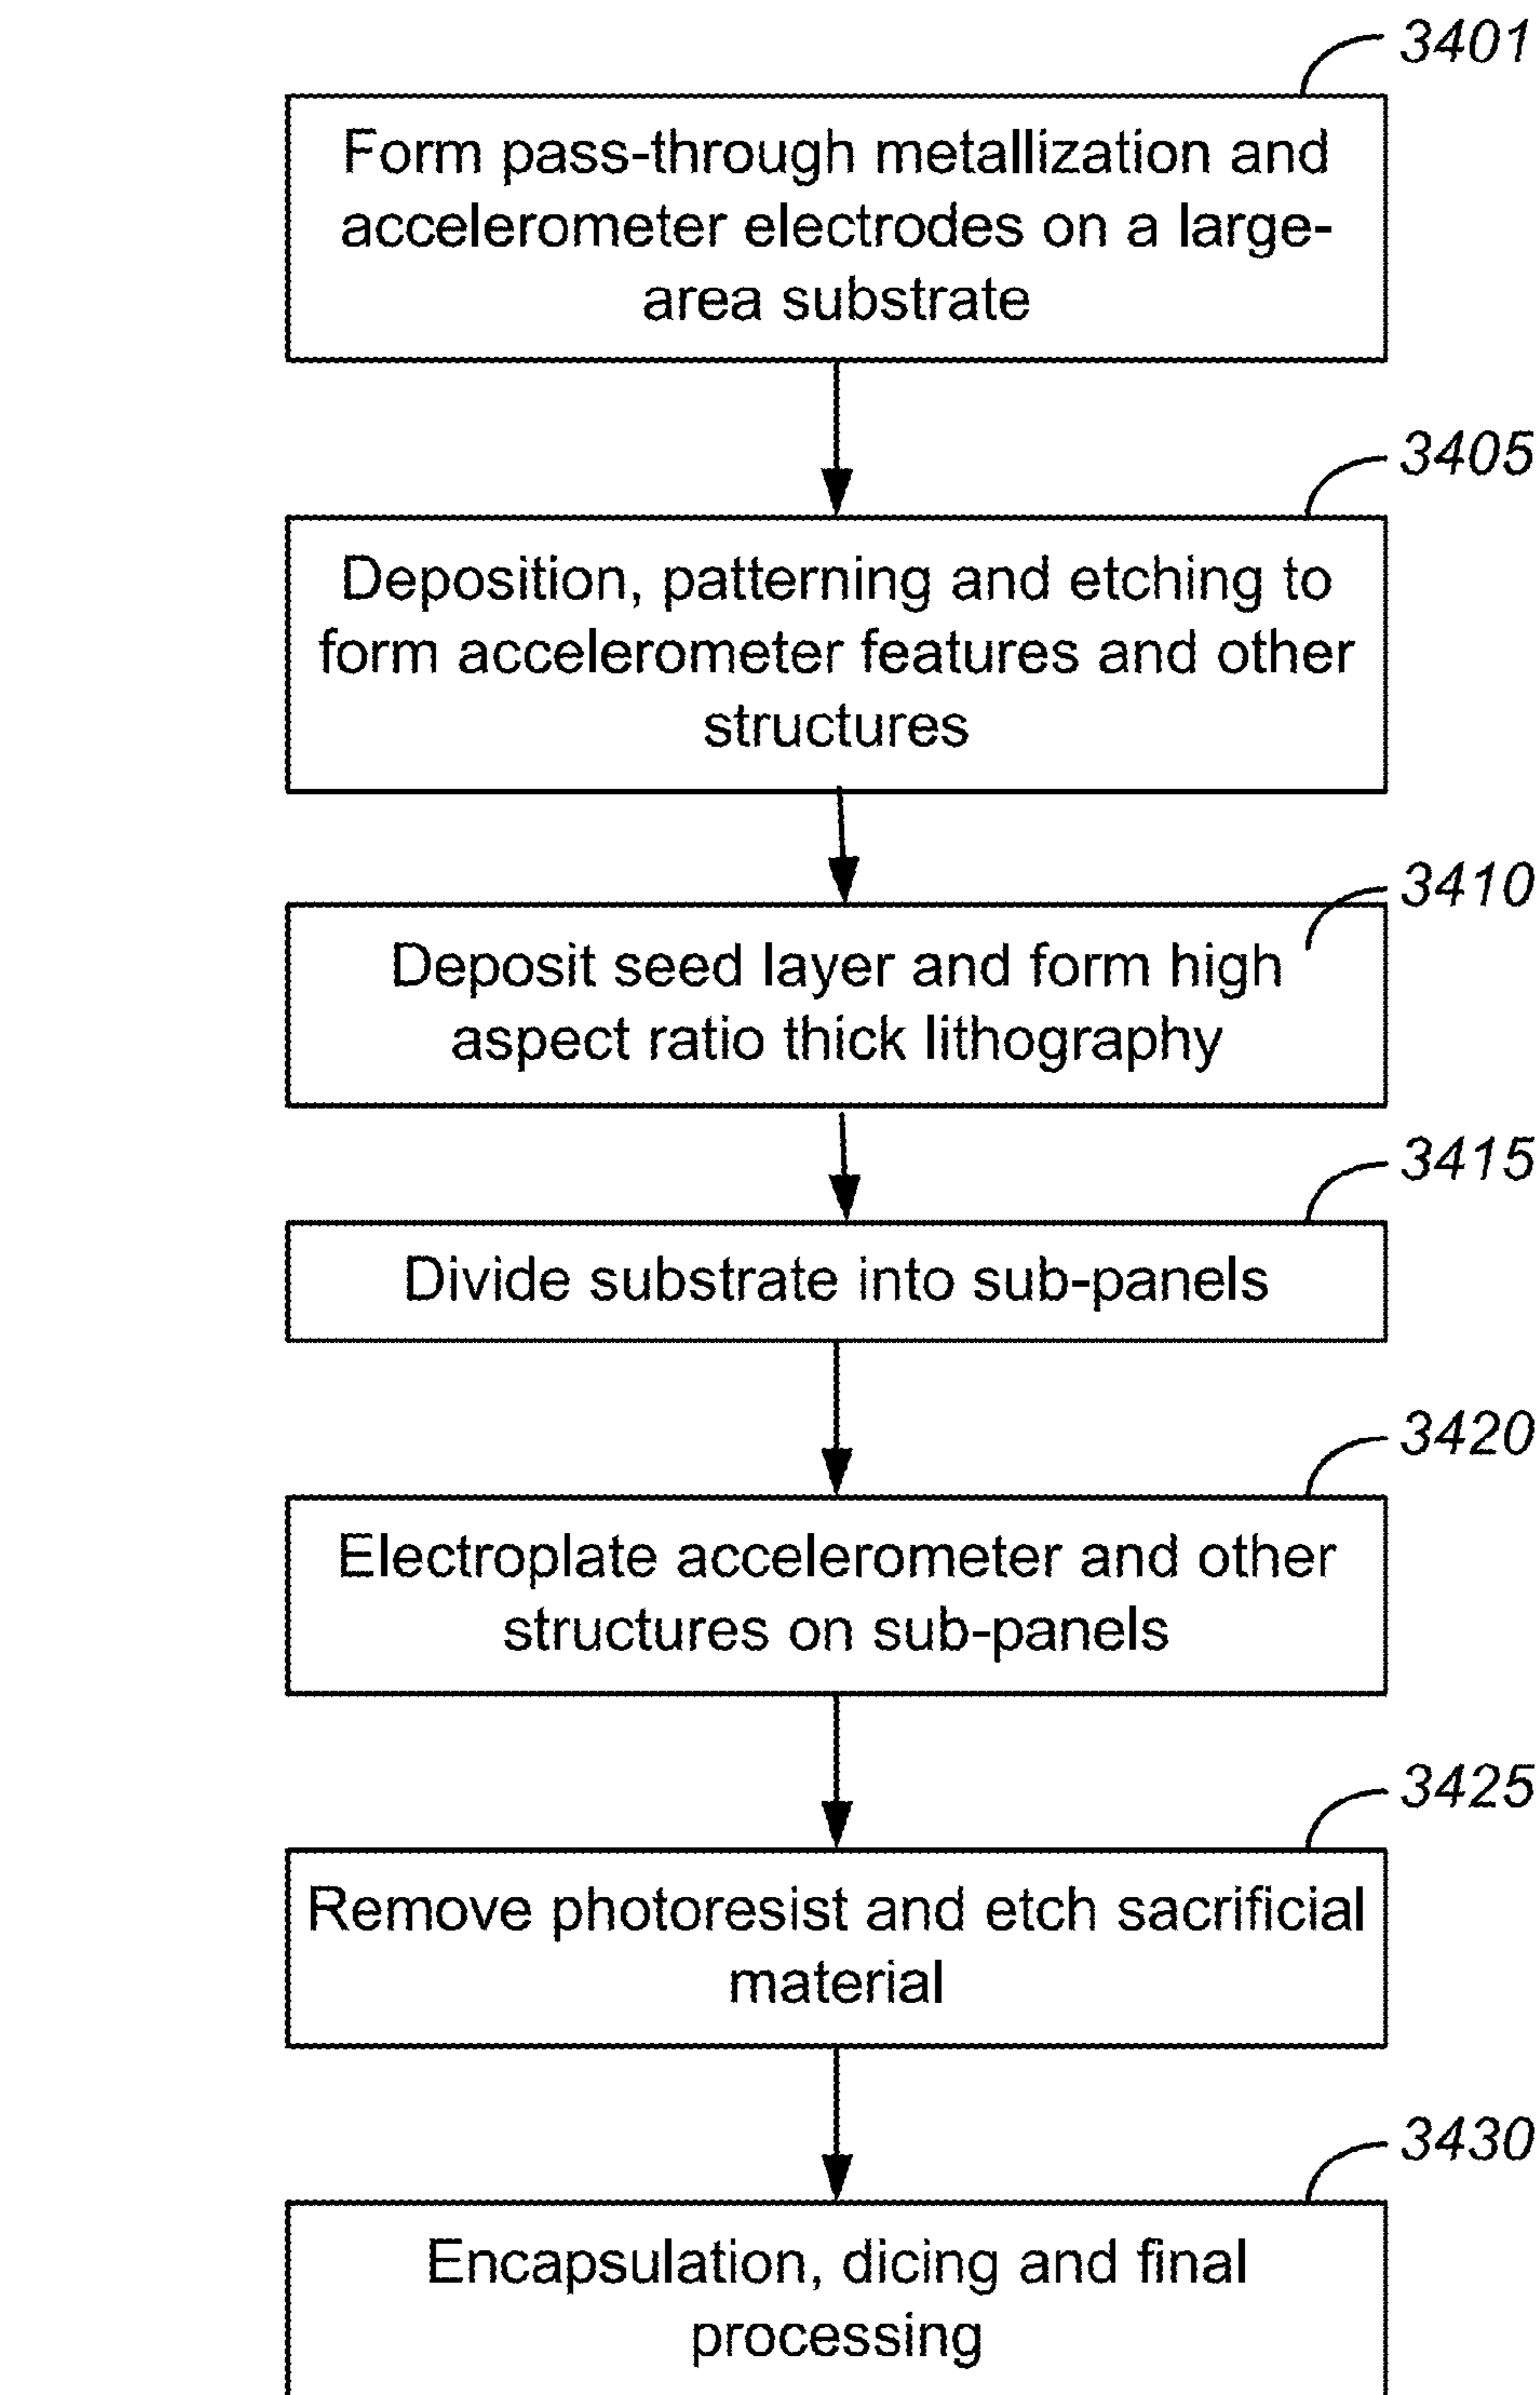 3401
Form pass-through metallization and
accelerometer electrodes on a large-
area substrate
3405
Deposition, patterning and etching to
form accelerometer features and other
structures
3410
Deposit seed layer and form high
aspect ratio thick lithography
3415
Divide substrate into sub-panels
3420
Electroplate accelerometer and other
structures on sub-panels
3425
Remove photoresist and etch sacrificial
material
3430
Encapsulation, dicing and final
processing